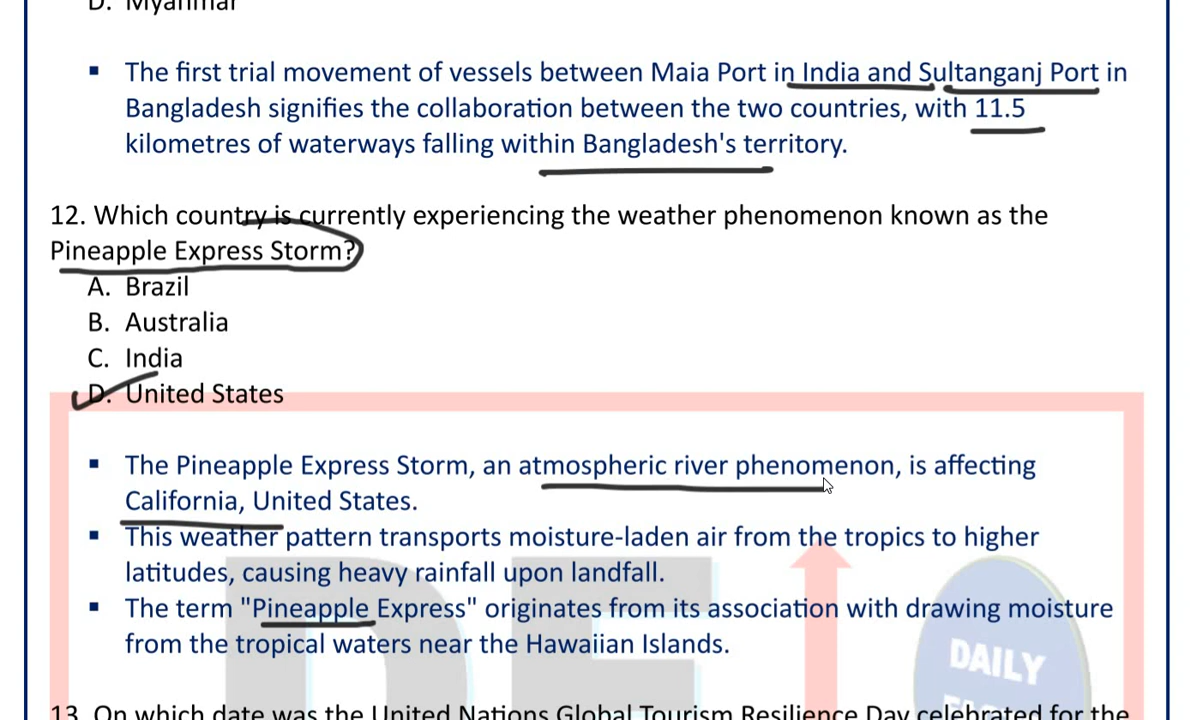 D. Myanmar
▪ The first trial movement of vessels between Maia Port in India and Sultanganj Port in
Bangladesh signifies the collaboration between the two countries, with 11.5
kilometres of waterways falling within Bangladesh's territory.
12. Which country is currently experiencing the weather phenomenon known as the
Pineapple Express Storm?
A. Brazil
B. Australia
C. India
D. United States
▪ The Pineapple Express Storm, an atmospheric river phenomenon, is affecting
California, United States.
▪ This weather pattern transports moisture-laden air from the tropics to higher
latitudes, causing heavy rainfall upon landfall.
▪ The term "Pineapple Express" originates from its association with drawing moisture
from the tropical waters near the Hawaiian Islands.
DAILY
13. On which date was the United Nations Global Tourism Resilience Day celebrated for the